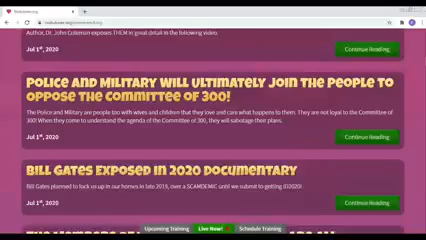 Author, Dr. John Coleman exposes THEM in great detail in the following video.
Jul 1st, 2020
Continue Reading
Police and Military will ultimately join the people to
oppose the Committee of 300!
The Police and Military are people too with wives and children that they love and care what happens to them. They are not loyal to the Committee of
300! When they come to understand the agenda of the Committee of 300, they will sabotage their plans.
Jul 1st, 2020
Continue Reading
Bill Gates Exposed in 2020 Documentary
Bill Gates planned to lock us up in our homes in late 2019, over a SCAMDEMIC until we submit to getting
Jul 1st, 2020
Continue Reading
Upcoming Training
Live Now!
Schedule Training